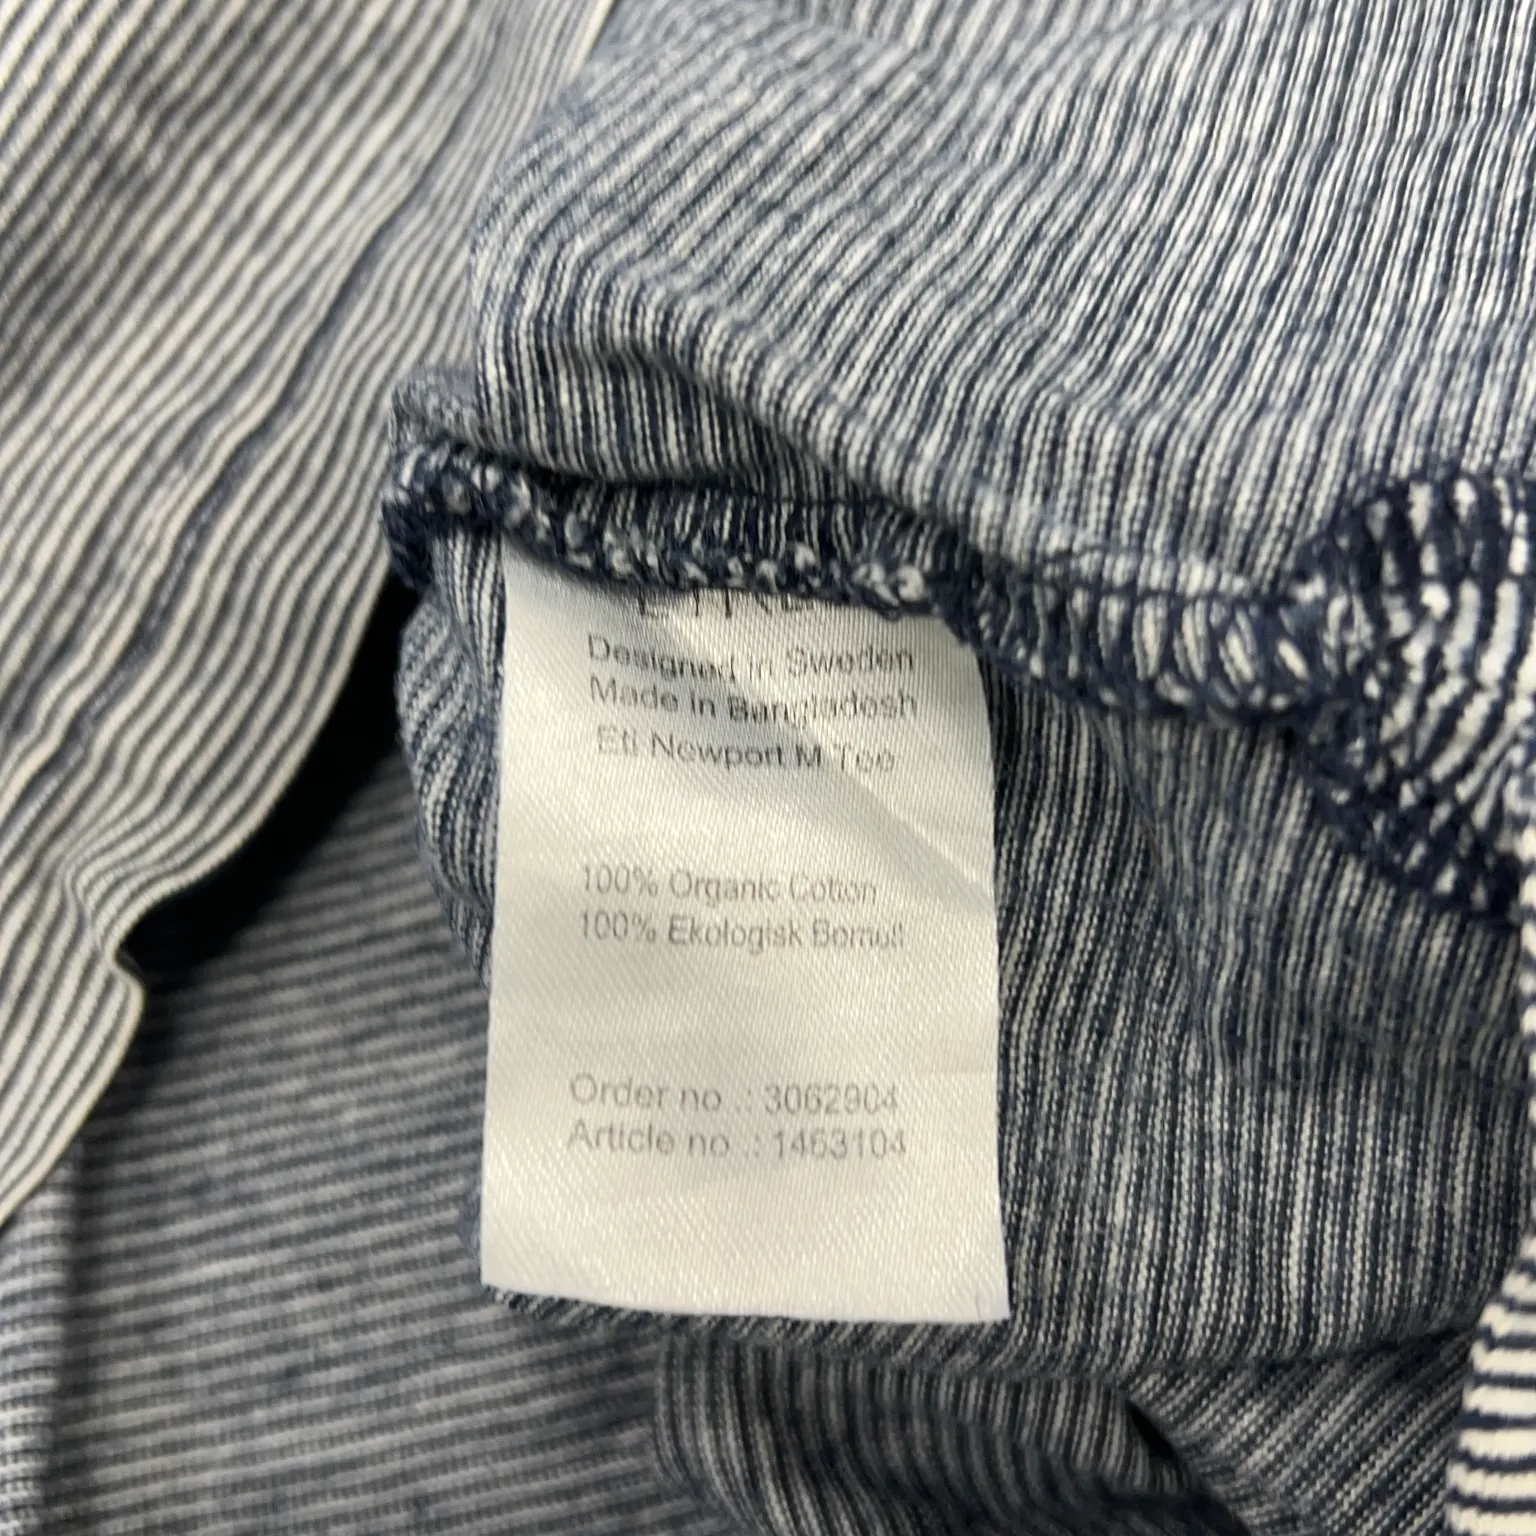 Designed in Sweden
Made in Bangladesh
Eti Newport M Tee
100% Organic Cotton
100% Ekologisk Bomull
Order no .: 3062904
Article no .: 1463104